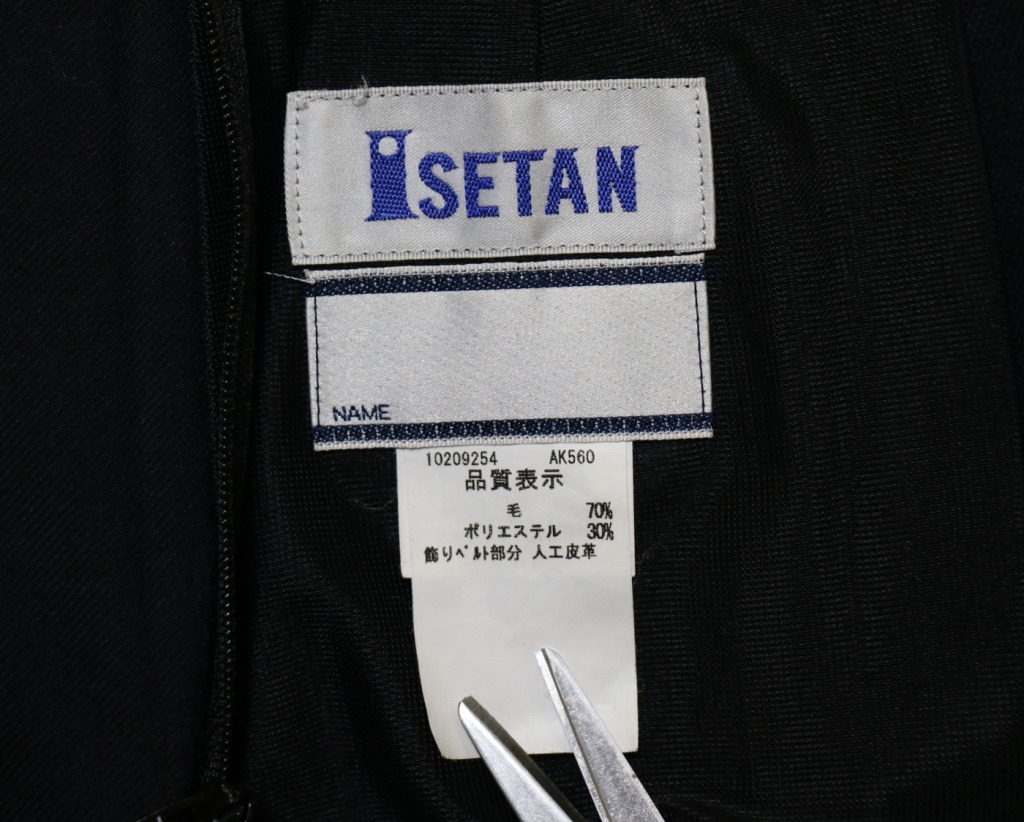 ISETAN
NAME
10209254 AK560
品質表示
毛 70%
ポリエステル 30%
飾りベルト部分 人工皮革